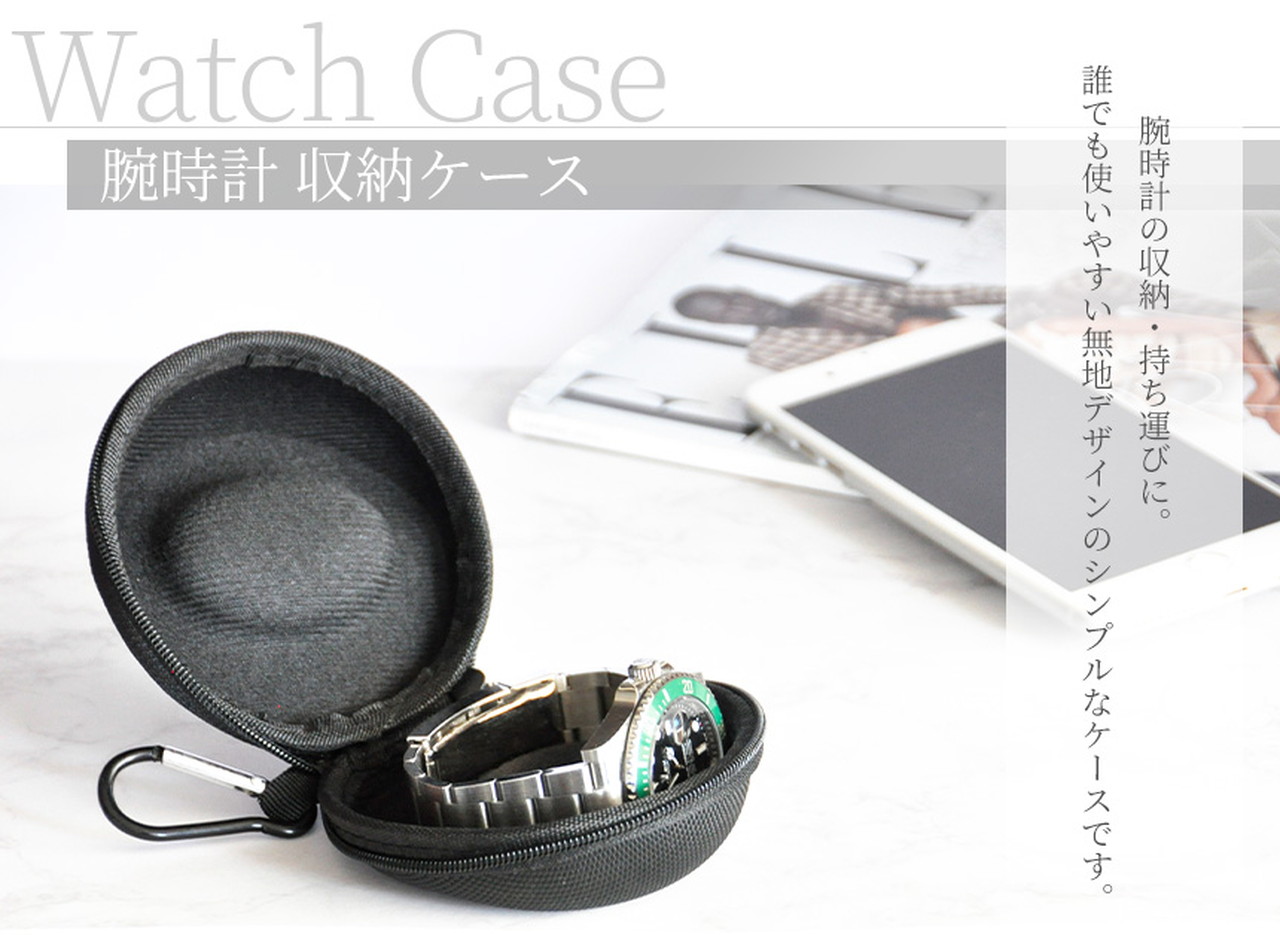 Watch Case
腕時計 収納ケース
腕時計の収納・持ち運びに。
誰でも使いやすい無地デザインのシンプルなケースです。
ELLE
20